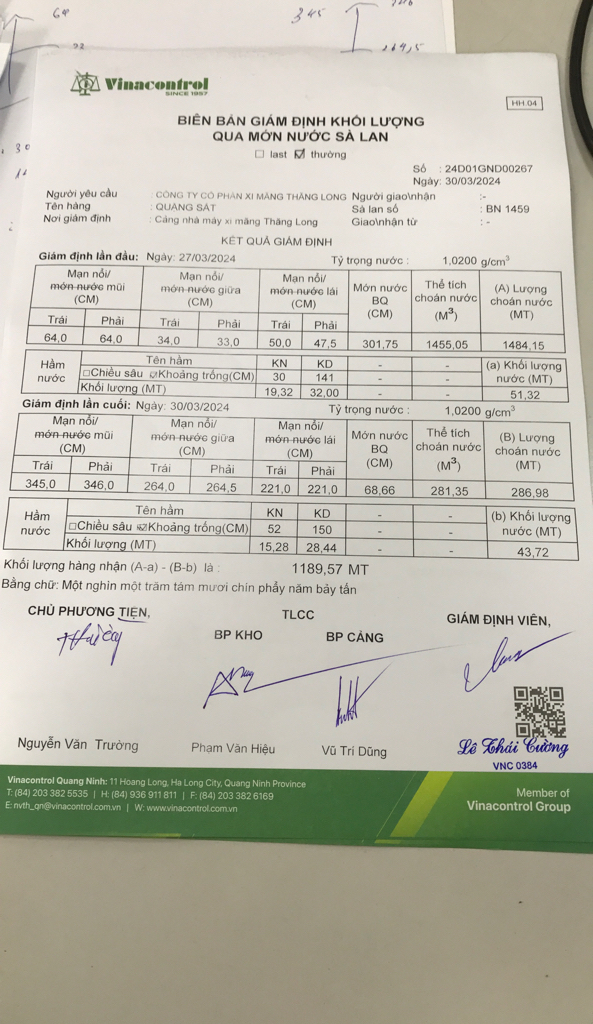 64
345
264,5
92
30
Vinacontrol
SINCE 1957
HH.04
BIÊN BẢN GIÁM ĐỊNH KHỐI LƯỢNG
QUA MỚN NƯỚC SÀ LAN
☐ last ☑ thường
Số : 24D01GND00267
Ngày: 30/03/2024
Người yêu cầu : CÔNG TY CỔ PHẦN XI MĂNG THĂNG LONG Người giao\nhận :-
Tên hàng : QUẶNG SẮT Sà lan số : BN 1459
Nơi giám định : Cảng nhà máy xi măng Thăng Long Giao\nhận từ : -
KẾT QUẢ GIÁM ĐỊNH
Giám định lần đầu: Ngày: 27/03/2024 Tỷ trọng nước : 1,0200 g/cm³
Mạn nổi/ mớn nước mũi (CM) Mạn nổi/ mớn nước giữa (CM) Mạn nổi/ mớn nước lái (CM) Mớn nước BQ (CM) Thể tích choán nước (M³) (A) Lượng choán nước (MT)
Trái Phải Trái Phải Trái Phải
64,0 64,0 34,0 33,0 50,0 47,5 301,75 1455,05 1484,15
Hầm nước Tên hầm KN KD - - (a) Khối lượng nước (MT)
☐Chiều sâu ☑Khoảng trống(CM) 30 141 - -
Khối lượng (MT) 19,32 32,00 - - 51,32
Giám định lần cuối: Ngày: 30/03/2024 Tỷ trọng nước : 1,0200 g/cm³
Mạn nổi/ mớn nước mũi (CM) Mạn nổi/ mớn nước giữa (CM) Mạn nổi/ mớn nước lái (CM) Mớn nước BQ (CM) Thể tích choán nước (M³) (B) Lượng choán nước (MT)
Trái Phải Trái Phải Trái Phải
345,0 346,0 264,0 264,5 221,0 221,0 68,66 281,35 286,98
Hầm nước Tên hầm KN KD - - (b) Khối lượng nước (MT)
☐Chiều sâu ☑Khoảng trống(CM) 52 150 - -
Khối lượng (MT) 15,28 28,44 - - 43,72
Khối lượng hàng nhận (A-a) - (B-b) là : 1189,57 MT
Bằng chữ: Một nghìn một trăm tám mươi chín phẩy năm bảy tấn
CHỦ PHƯƠNG TIỆN, TLCC GIÁM ĐỊNH VIÊN,
BP KHO BP CẢNG
Nguyễn Văn Trường Phạm Văn Hiệu Vũ Trí Dũng Lê Thái Cường
VNC 0384
Vinacontrol Quang Ninh: 11 Hoang Long, Ha Long City, Quang Ninh Province
T: (84) 203 382 5535 | H: (84) 936 911 811 | F: (84) 203 382 6169
E: nvth_qn@vinacontrol.com.vn | W: www.vinacontrol.com.vn
Member of
Vinacontrol Group